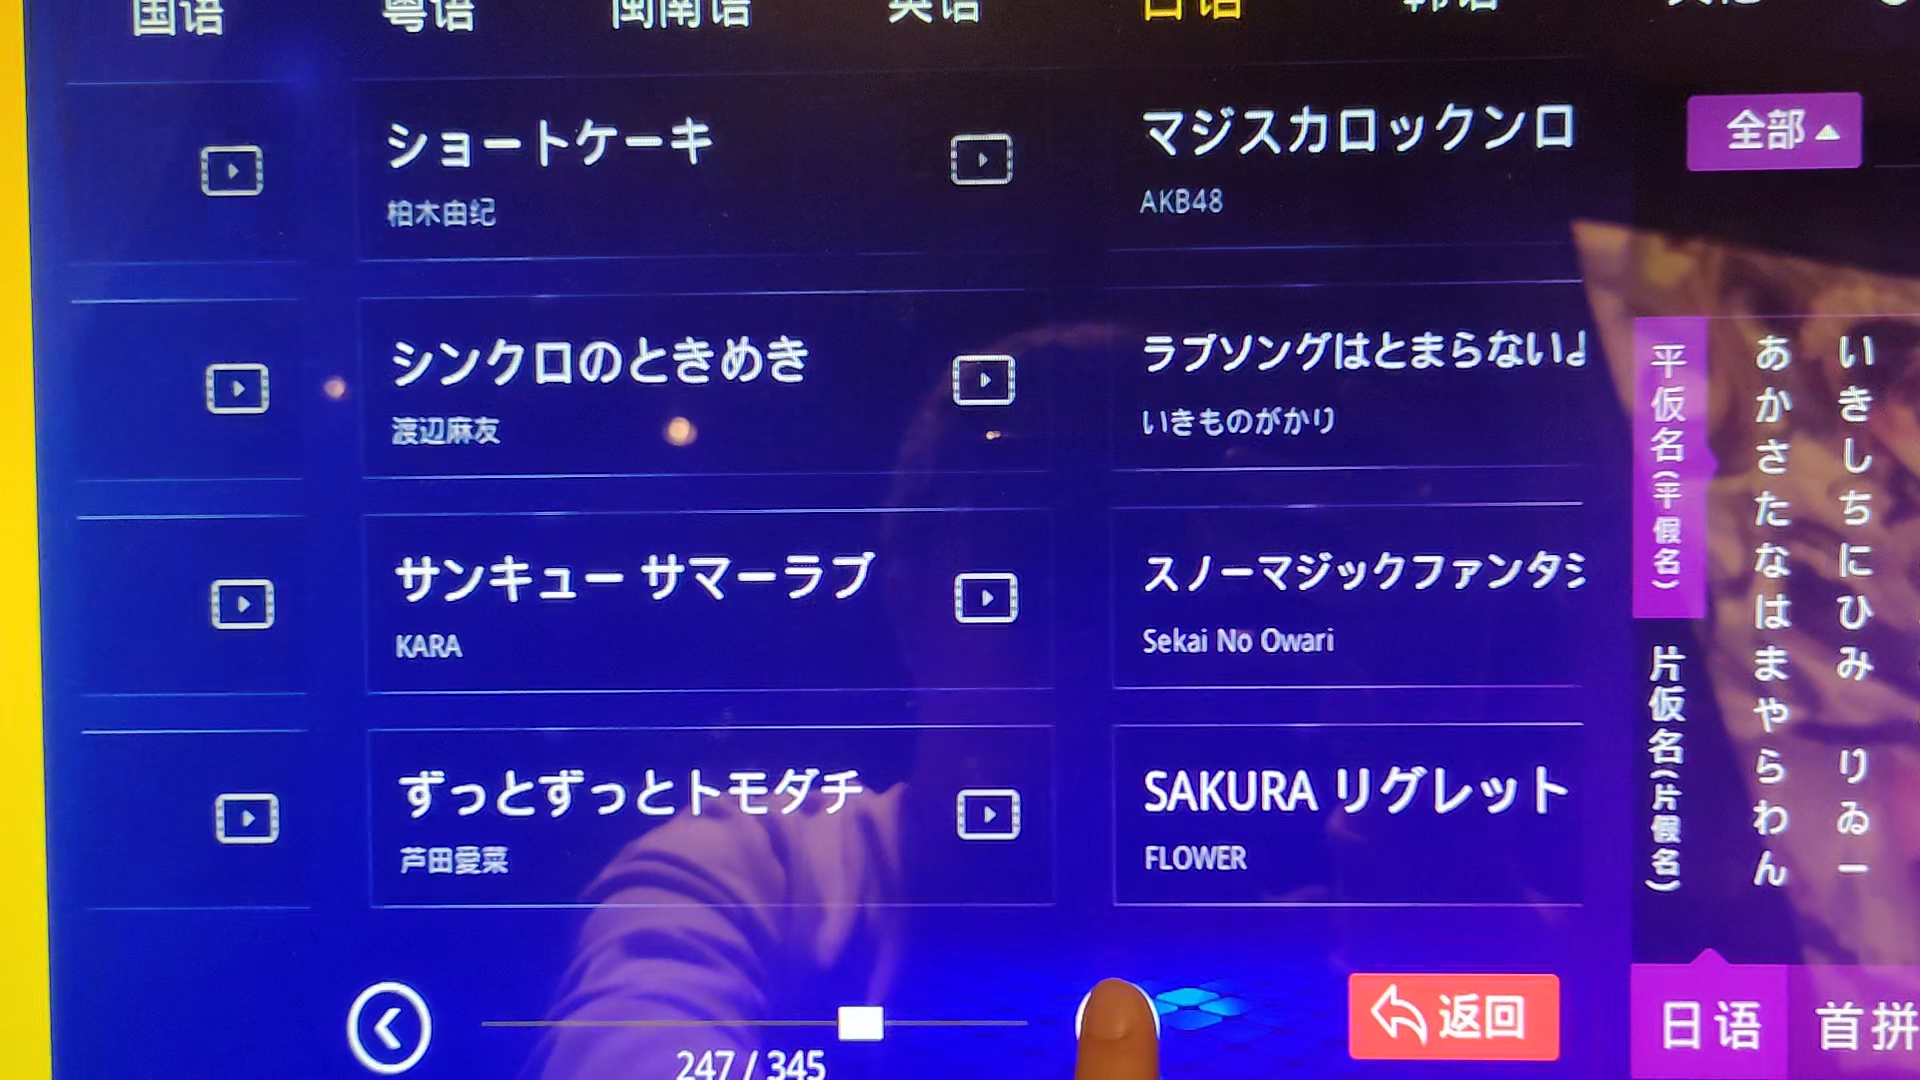 国语 粤语 闽南语 英语 日语 韩语
ショートケーキ
柏木由纪
マジスカロックンロ
AKB48
全部
シンクロのときめき
渡辺麻友
ラブソングはとまらないよ
いきものがかり
サンキュー サマーラブ
KARA
スノーマジックファンタジ
Sekai No Owari
ずっとずっとトモダチ
芦田愛菜
SAKURA リグレット
FLOWER
平仮名(平假名)
片仮名(片假名)
あかさたなはまやらわん
いきしちにひみ りゐー
247 / 345
返回
日语
首拼